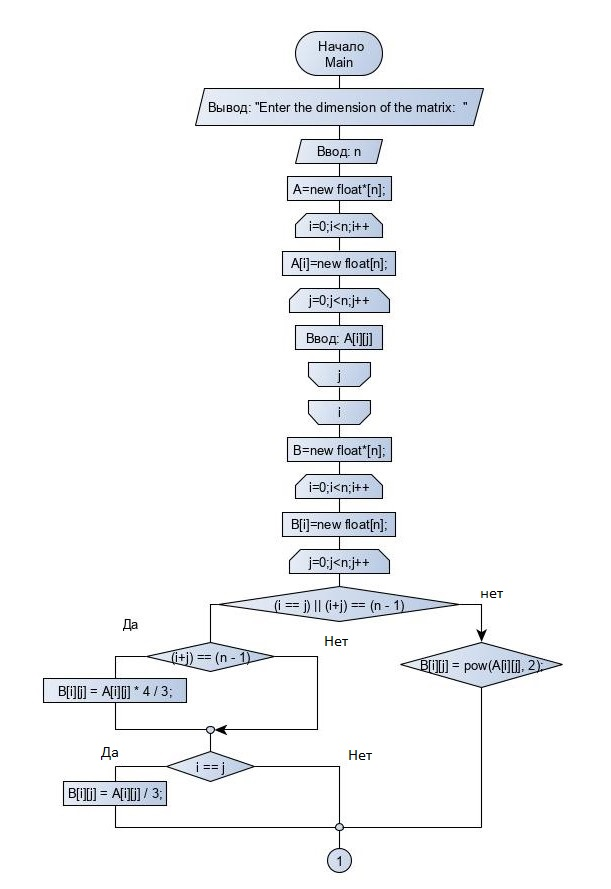 Начало
Main
Вывод: "Enter the dimension of the matrix:  "
Ввод: n
A=new float*[n];
i=0;i<n;i++
A[i]=new float[n];
j=0;j<n;j++
Ввод: A[i][j]
j
i
B=new float*[n];
i=0;i<n;i++
B[i]=new float[n];
j=0;j<n;j++
(i == j) || (i+j) == (n - 1)
нет
Да
Нет
(i+j) == (n - 1)
B[i][j] = pow(A[i][j], 2);
B[i][j] = A[i][j] * 4 / 3;
Да
Нет
i == j
B[i][j] = A[i][j] / 3;
1